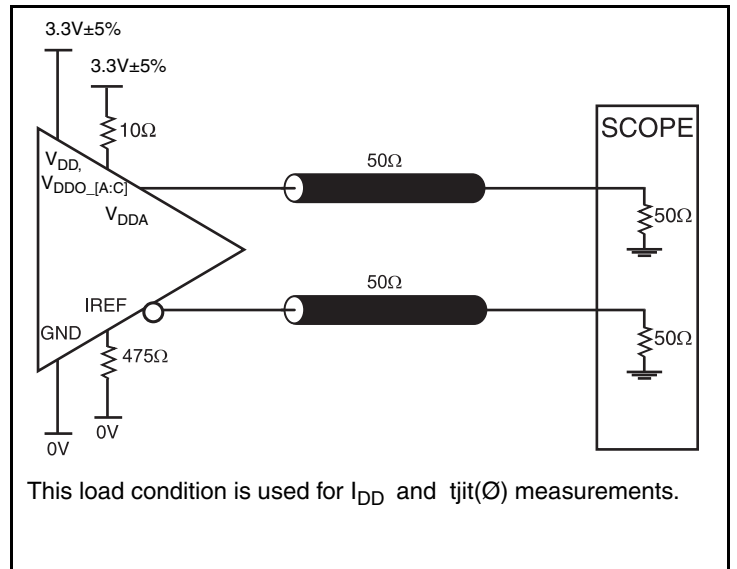 3.3V±5%
3.3V±5%
10Ω
SCOPE
50Ω
V_DD,
V_DDO_[A:C]
V_DDA
50Ω
50Ω
IREF
GND
475Ω
50Ω
0V
0V
This load condition is used for I_DD and tjit(Ø) measurements.